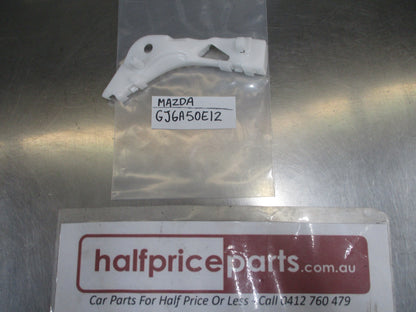 MAZDA
GJ6A50E12
halfpriceparts.com.au
Car Parts For Half Price Or Less - Call 0412 760 479